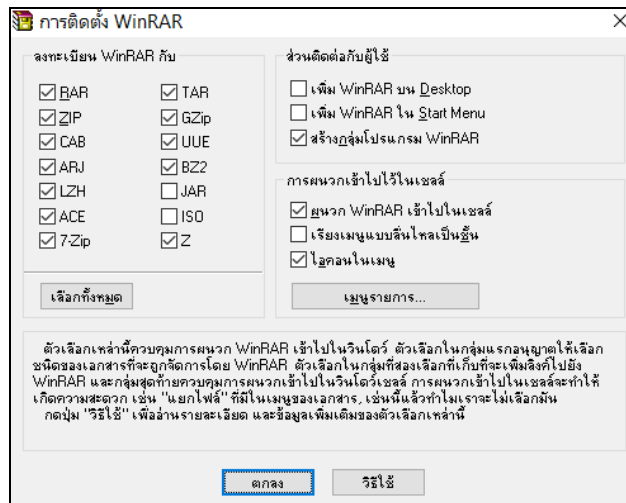 การติดตั้ง WinRAR
ลงทะเบียน WinRAR กับ
RAR
TAR
ZIP
GZip
CAB
UUE
ARJ
BZ2
LZH
JAR
ACE
ISO
7-Zip
Z
เลือกทั้งหมด
ส่วนติดต่อกับผู้ใช้
เพิ่ม WinRAR บน Desktop
เพิ่ม WinRAR ใน Start Menu
สร้างกลุ่มโปรแกรม WinRAR
การผนวกเข้าไปไว้ในเชลล์
ผนวก WinRAR เข้าไปในเชลล์
เรียงเมนูแบบลื่นไหลเป็นชั้น
ไอคอนในเมนู
เมนูรายการ...
ตัวเลือกเหล่านี้ควบคุมการผนวก WinRAR เข้าไปในวินโดว์ ตัวเลือกในกลุ่มแรกอนุญาตให้เลือก
ชนิดของเอกสารที่จะถูกจัดการโดย WinRAR ตัวเลือกในกลุ่มที่สองเลือกที่เก็บที่จะเพิ่มลิงค์ไปยัง
WinRAR และกลุ่มสุดท้ายควบคุมการผนวกเข้าไปในวินโดว์เชลล์ การผนวกเข้าไปในเชลล์จะทำให้
เกิดความสะดวก เช่น "แยกไฟล์" ที่มีในเมนูของเอกสาร, เช่นนี้แล้วทำไมเราจะไม่เลือกมัน
กดปุ่ม "วิธีใช้" เพื่ออ่านรายละเอียด และข้อมูลเพิ่มเติมของตัวเลือกเหล่านี้
ตกลง
วิธีใช้